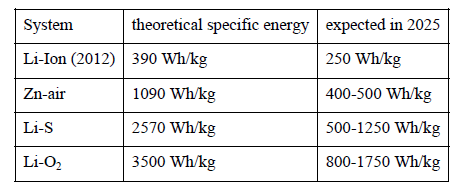 System theoretical specific energy expected in 2025
Li-Ion (2012) 390 Wh/kg 250 Wh/kg
Zn-air 1090 Wh/kg 400-500 Wh/kg
Li-S 2570 Wh/kg 500-1250 Wh/kg
Li-O₂ 3500 Wh/kg 800-1750 Wh/kg